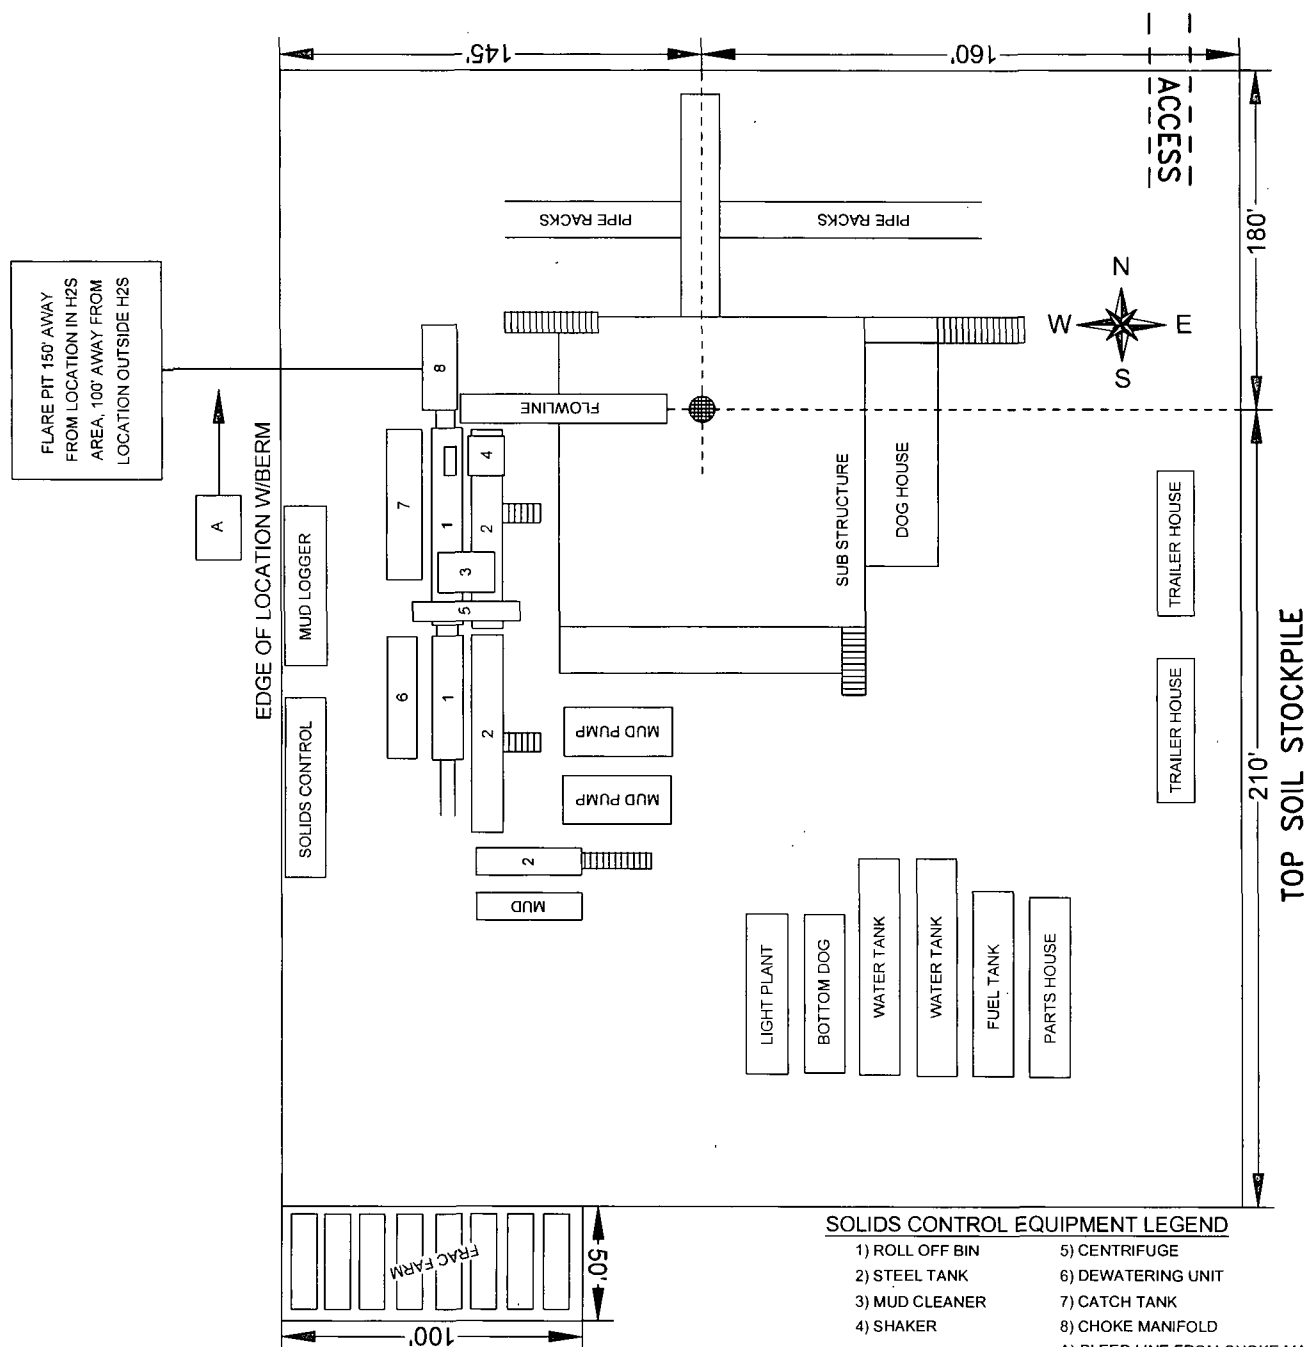 145'
160'
ACCESS
180'
PIPE RACKS
PIPE RACKS
FLARE PIT 150' AWAY
FROM LOCATION IN H2S
AREA, 100' AWAY FROM
LOCATION OUTSIDE H2S
A
EDGE OF LOCATION W/BERM
N
W
E
S
8
FLOWLINE
7
1
4
2
3
5
MUD LOGGER
SUB STRUCTURE
DOG HOUSE
TRAILER HOUSE
6
1
2
SOLIDS CONTROL
MUD PUMP
MUD PUMP
TRAILER HOUSE
210'
TOP SOIL STOCKPILE
2
MUD
LIGHT PLANT
BOTTOM DOG
WATER TANK
WATER TANK
FUEL TANK
PARTS HOUSE
FRAC FARM
50'
100'
SOLIDS CONTROL EQUIPMENT LEGEND
1) ROLL OFF BIN
2) STEEL TANK
3) MUD CLEANER
4) SHAKER
5) CENTRIFUGE
6) DEWATERING UNIT
7) CATCH TANK
8) CHOKE MANIFOLD